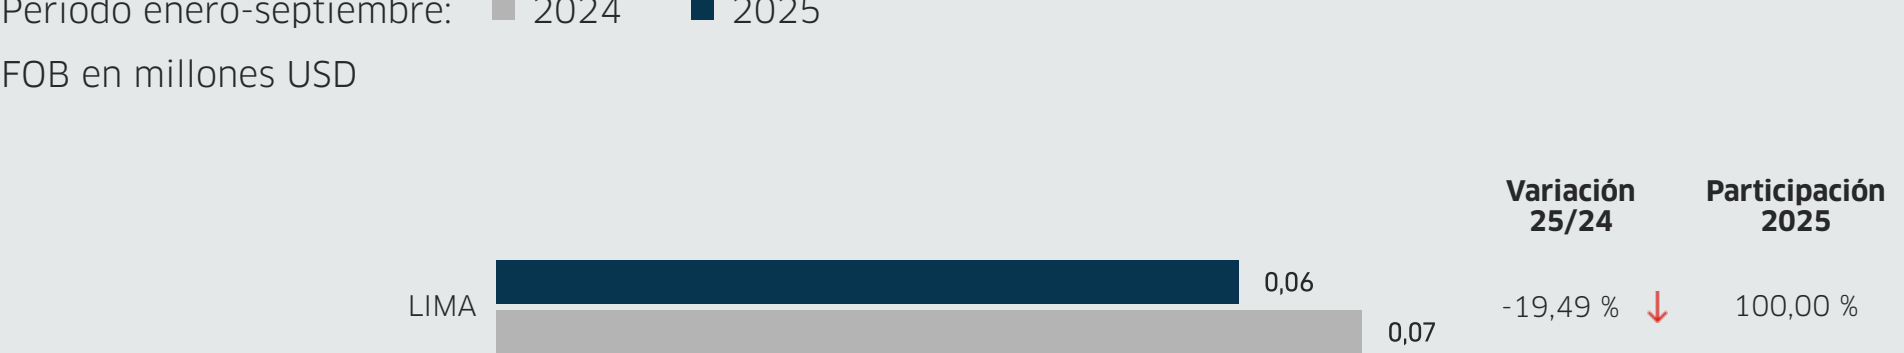 Periodo enero-septiembre: 2024 2025
FOB en millones USD
Variación 25/24
Participación 2025
LIMA 0,06 -19,49 % 100,00 %
0,07